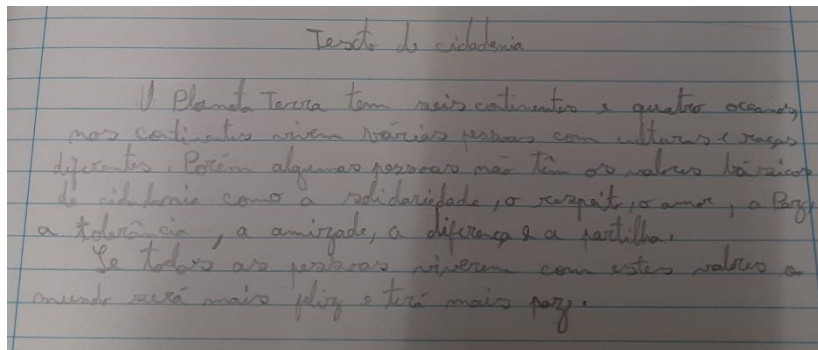 Texto de cidadania
O Planeta Terra tem seis continentes e quatro oceanos,
nos continentes vivem várias pessoas com culturas e raças
diferentes. Porém algumas pessoas não têm os valores básicos
de cidadania como a solidariedade, o respeito, o amor, a Paz,
a tolerância, a amizade, a diferença e a partilha.
Se todas as pessoas viverem com estes valores o
mundo será mais feliz e terá mais paz.